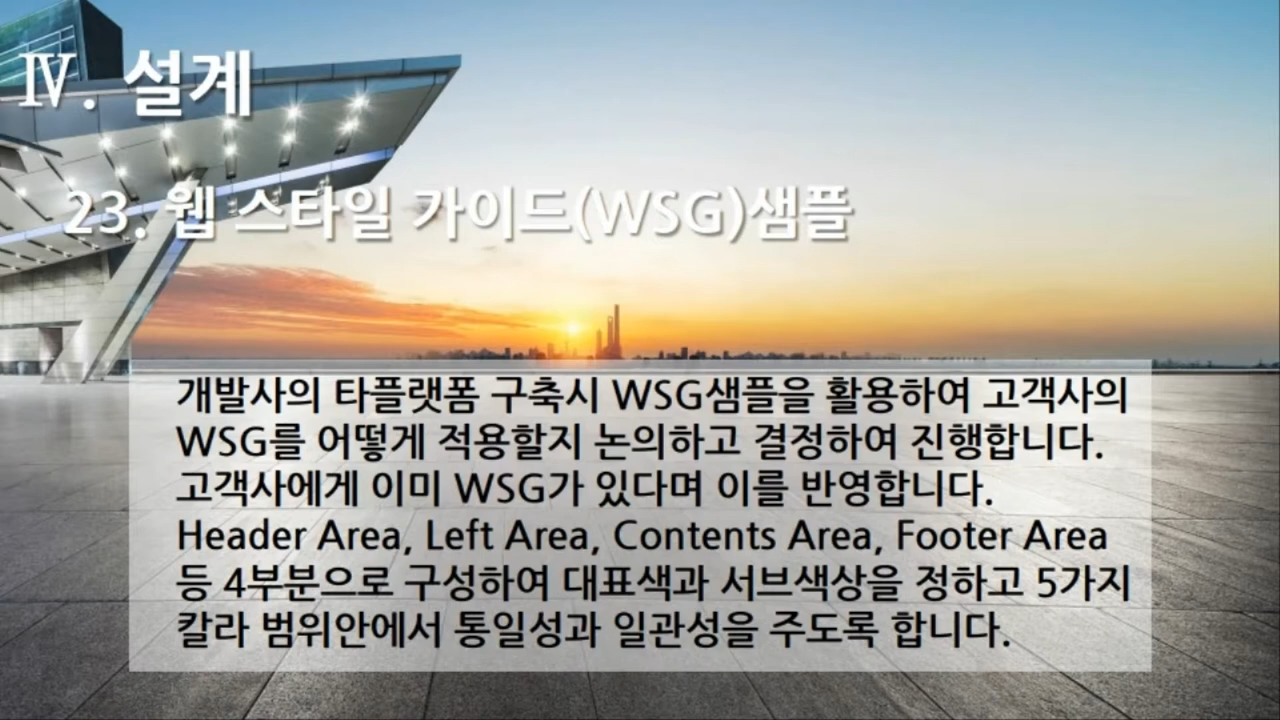 Ⅳ. 설계
23. 웹 스타일 가이드(WSG)샘플
개발사의 타플랫폼 구축시 WSG샘플을 활용하여 고객사의
WSG를 어떻게 적용할지 논의하고 결정하여 진행합니다.
고객사에게 이미 WSG가 있다며 이를 반영합니다.
Header Area, Left Area, Contents Area, Footer Area
등 4부분으로 구성하여 대표색과 서브색상을 정하고 5가지
칼라 범위안에서 통일성과 일관성을 주도록 합니다.